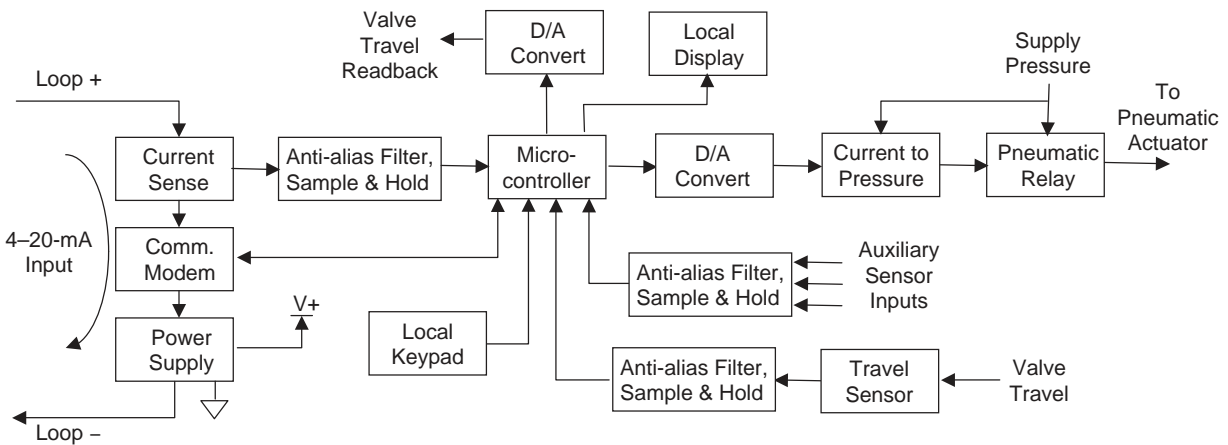 Valve
Travel
Readback
D/A
Convert
Local
Display
Supply
Pressure
To
Pneumatic
Actuator
Loop +
Current
Sense
Anti-alias Filter,
Sample & Hold
Micro-
controller
D/A
Convert
Current to
Pressure
Pneumatic
Relay
4–20-mA
Input
Comm.
Modem
Anti-alias Filter,
Sample & Hold
Auxiliary
Sensor
Inputs
V+
Power
Supply
Local
Keypad
Anti-alias Filter,
Sample & Hold
Travel
Sensor
Valve
Travel
Loop –